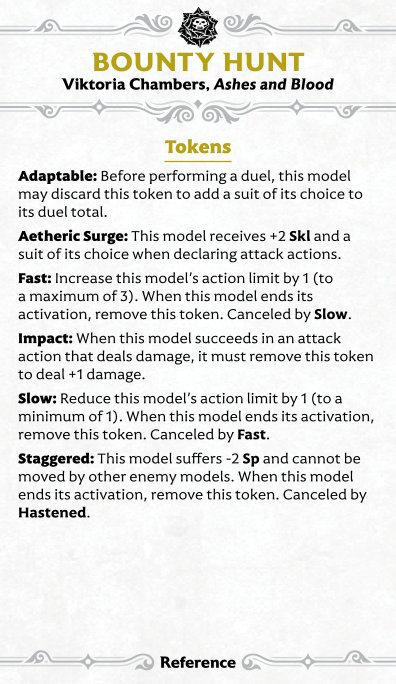 BOUNTY HUNT
Viktoria Chambers, Ashes and Blood
Tokens
Adaptable: Before performing a duel, this model
may discard this token to add a suit of its choice to
its duel total.
Aetheric Surge: This model receives +2 Skl and a
suit of its choice when declaring attack actions.
Fast: Increase this model's action limit by 1 (to
a maximum of 3). When this model ends its
activation, remove this token. Canceled by Slow.
Impact: When this model succeeds in an attack
action that deals damage, it must remove this token
to deal +1 damage.
Slow: Reduce this model's action limit by 1 (to a
minimum of 1). When this model ends its activation,
remove this token. Canceled by Fast.
Staggered: This model suffers -2 Sp and cannot be
moved by other enemy models. When this model
ends its activation, remove this token. Canceled by
Hastened.
Reference